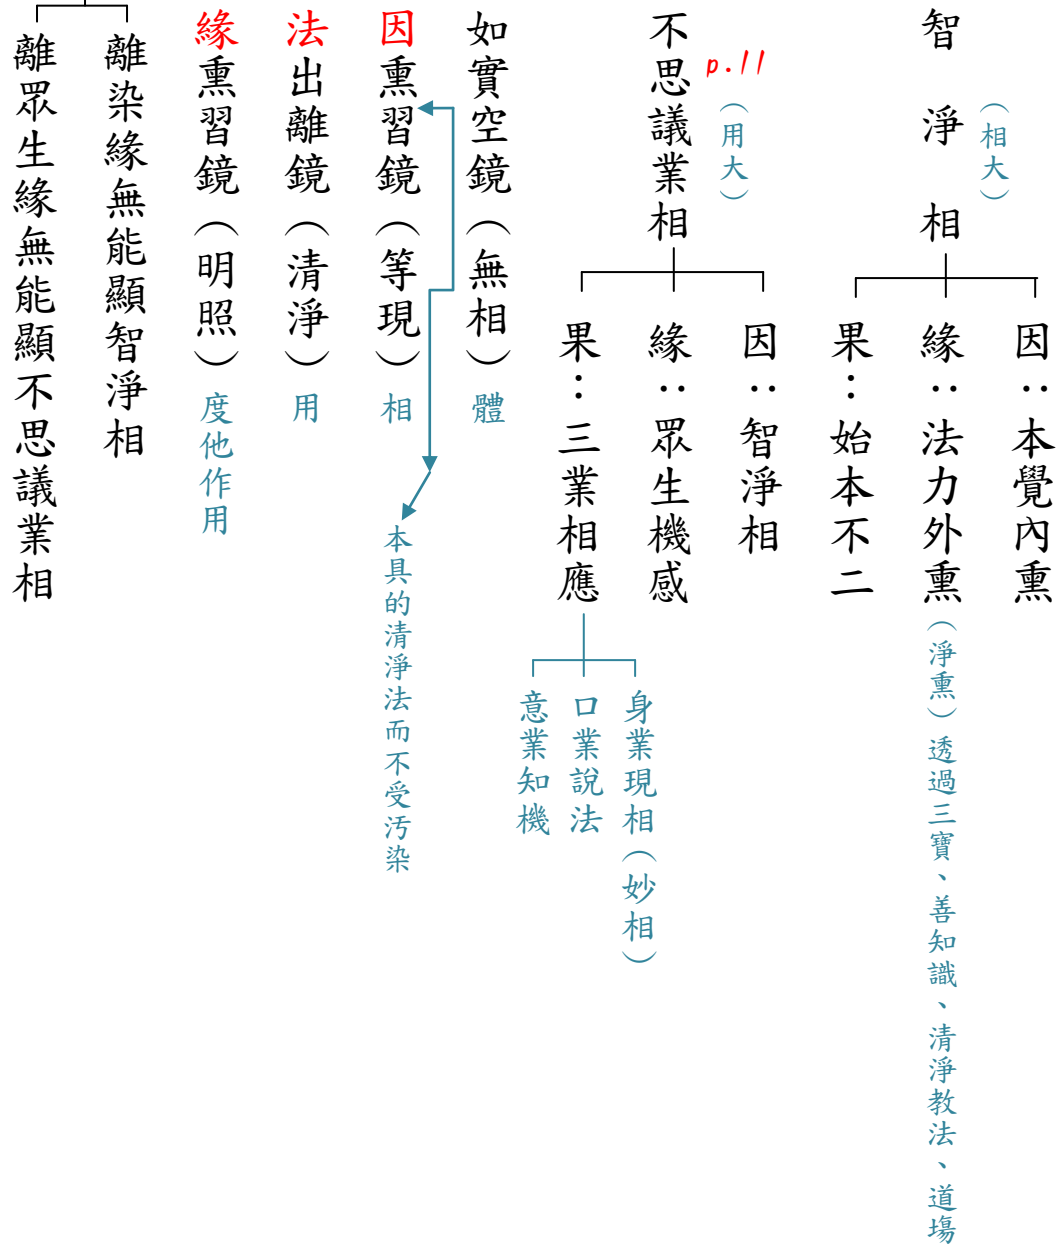 智淨相
（相大）
因：本覺內熏
緣：法力外熏（淨熏）透過三寶、善知識、清淨教法、道場
果：始本不二
不思議業相
p.11
（用大）
因：智淨相
緣：眾生機感
果：三業相應
身業現相（妙相）
口業說法
意業知機
如實空鏡（無相）體
因熏習鏡（等現）相
本具的清淨法而不受汚染
法出離鏡（清淨）用
緣熏習鏡（明照）度他作用
離染緣無能顯智淨相
離眾生緣無能顯不思議業相